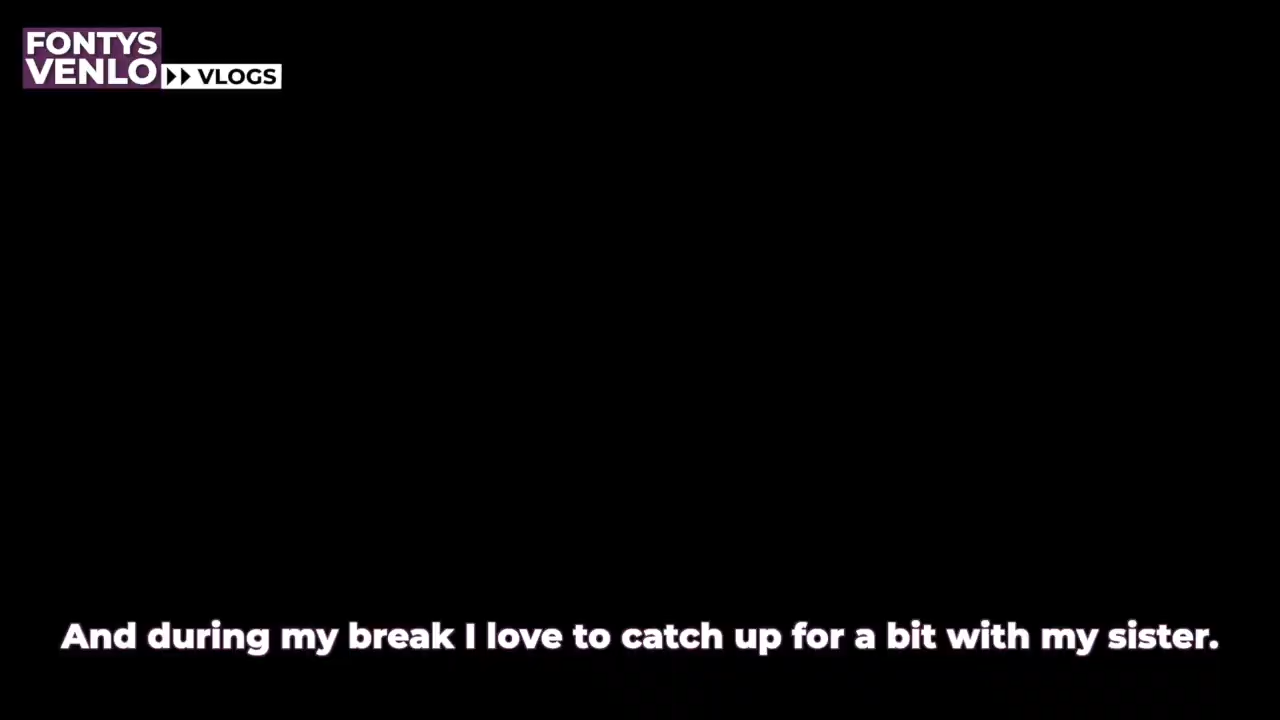 FONTYS
VENLO
VLOGS
And during my break I love to catch up for a bit with my sister.